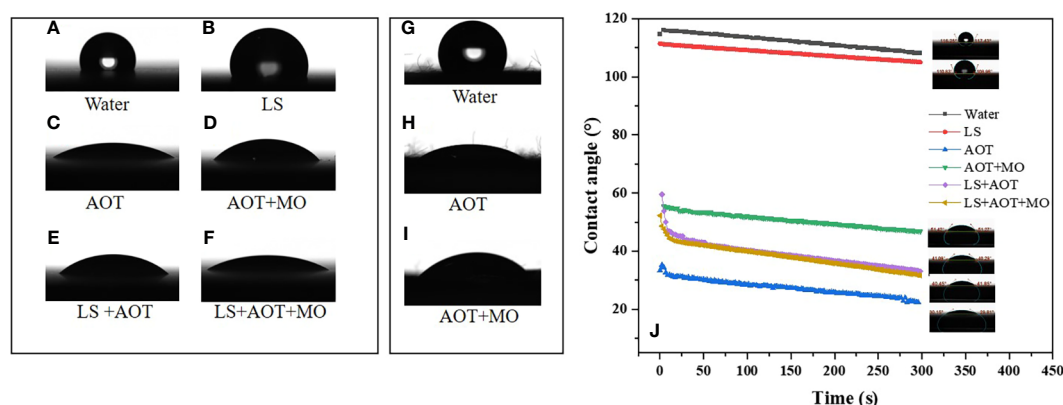 A
B
Water
LS
C
D
AOT
AOT+MO
E
F
LS +AOT
LS+AOT+MO
G
Water
H
AOT
I
AOT+MO
120
100
80
60
40
20
Contact angle (°)
Water
LS
AOT
AOT+MO
LS+AOT
LS+AOT+MO
J
0
50
100
150
200
250
300
350
400
450
Time (s)